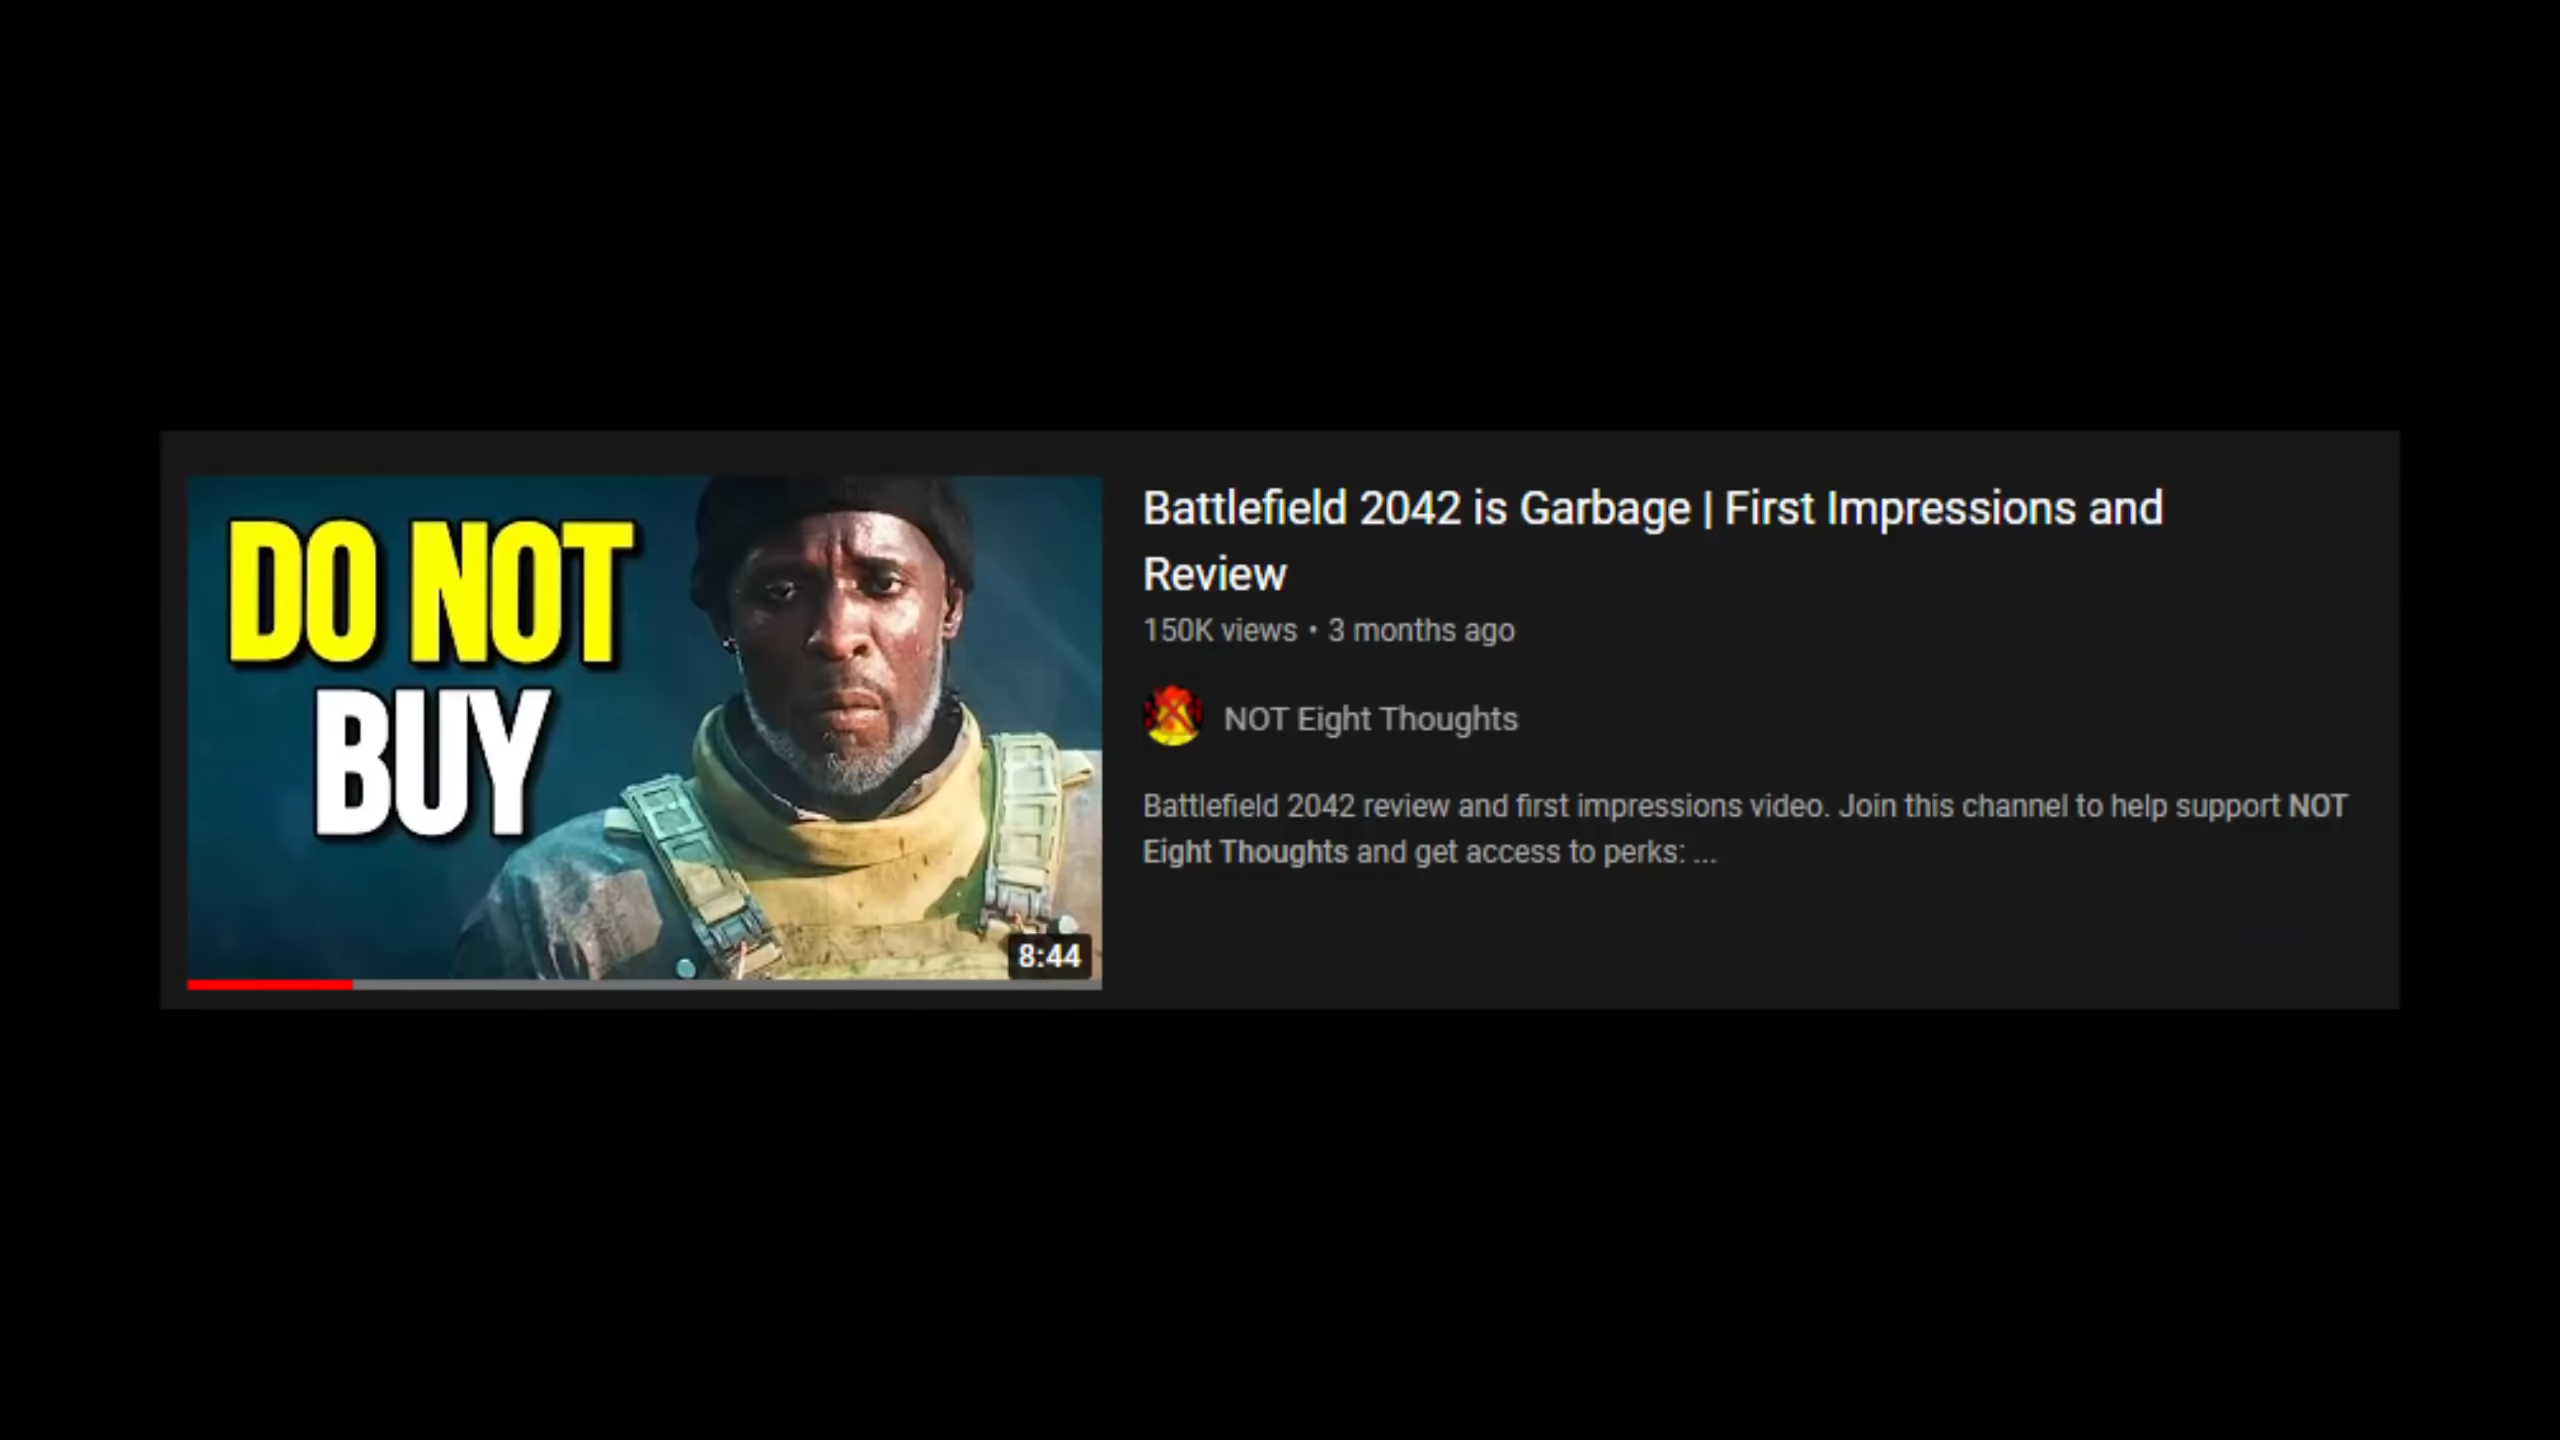 DO NOT
BUY
8:44
Battlefield 2042 is Garbage | First Impressions and
Review
150K views • 3 months ago
NOT Eight Thoughts
Battlefield 2042 review and first impressions video. Join this channel to help support NOT
Eight Thoughts and get access to perks: ...